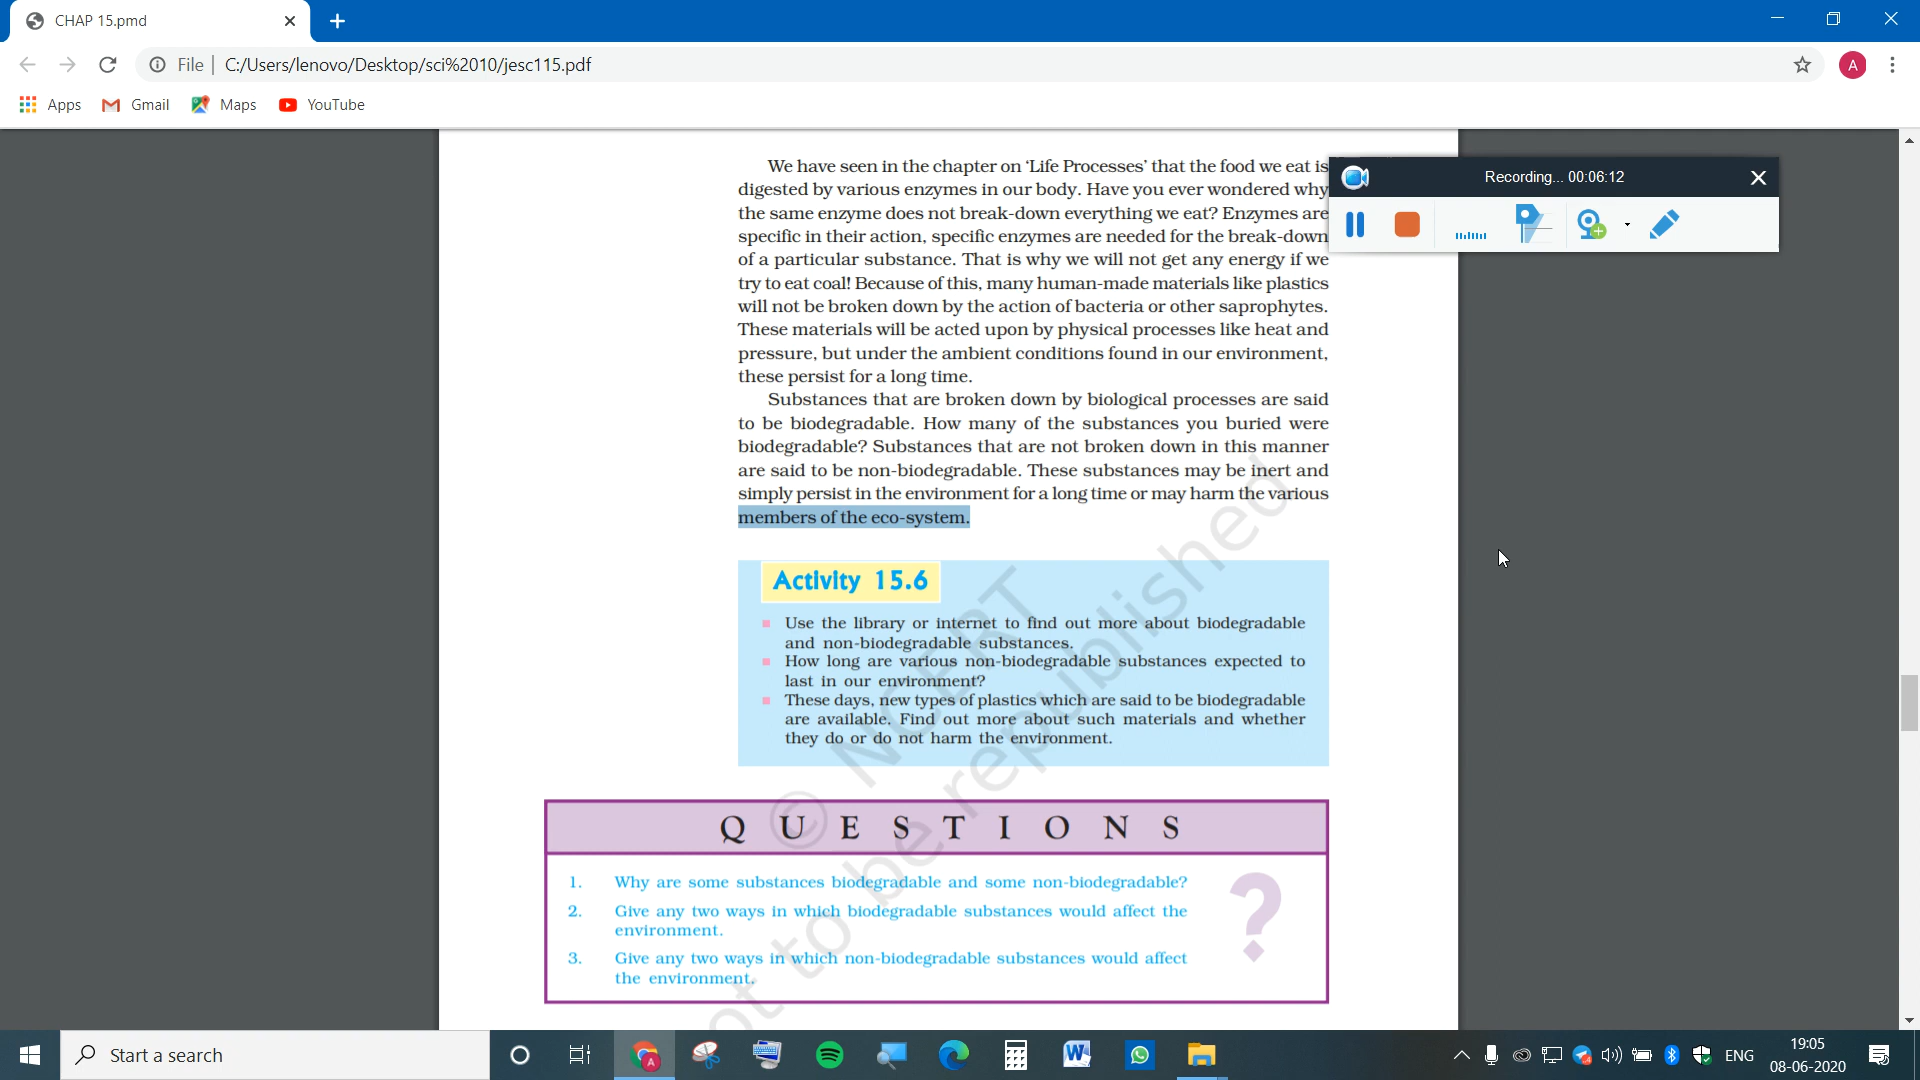 CHAP 15.pmd
File
C:/Users/lenovo/Desktop/sci%2010/jesc115.pdf
A
Apps
Gmail
Maps
YouTube
Recording... 00:06:12
We have seen in the chapter on ‘Life Processes’ that the food we eat is
digested by various enzymes in our body. Have you ever wondered why
the same enzyme does not break-down everything we eat? Enzymes are
specific in their action, specific enzymes are needed for the break-down
of a particular substance. That is why we will not get any energy if we
try to eat coal! Because of this, many human-made materials like plastics
will not be broken down by the action of bacteria or other saprophytes.
These materials will be acted upon by physical processes like heat and
pressure, but under the ambient conditions found in our environment,
these persist for a long time.
Substances that are broken down by biological processes are said
to be biodegradable. How many of the substances you buried were
biodegradable? Substances that are not broken down in this manner
are said to be non-biodegradable. These substances may be inert and
simply persist in the environment for a long time or may harm the various
members of the eco-system.
Activity 15.6
Use the library or internet to find out more about biodegradable
and non-biodegradable substances.
How long are various non-biodegradable substances expected to
last in our environment?
These days, new types of plastics which are said to be biodegradable
are available. Find out more about such materials and whether
they do or do not harm the environment.
© NCERT
not to be republished
QUESTIONS
1. Why are some substances biodegradable and some non-biodegradable?
2. Give any two ways in which biodegradable substances would affect the
environment.
3. Give any two ways in which non-biodegradable substances would affect
the environment.
?
Start a search
ENG
19:05
08-06-2020